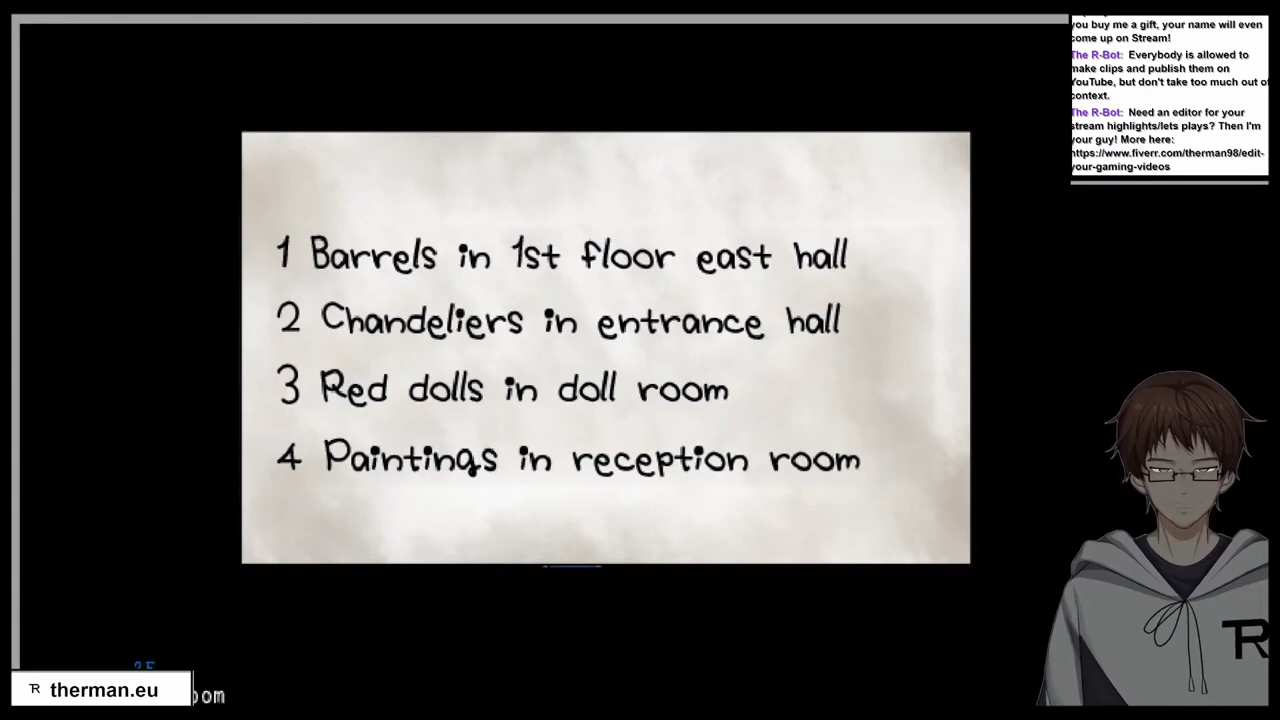 you buy me a gift, your name will even
come up on Stream!
The R-Bot: Everybody is allowed to
make clips and publish them on
YouTube, but don't take too much out of
context.
The R-Bot: Need an editor for your
stream highlights/lets plays? Then I'm
your guy! More here:
https://www.fiverr.com/therman98/edit-
your-gaming-videos
1 Barrels in 1st floor east hall
2 Chandeliers in entrance hall
3 Red dolls in doll room
4 Paintings in reception room
TR
therman.eu